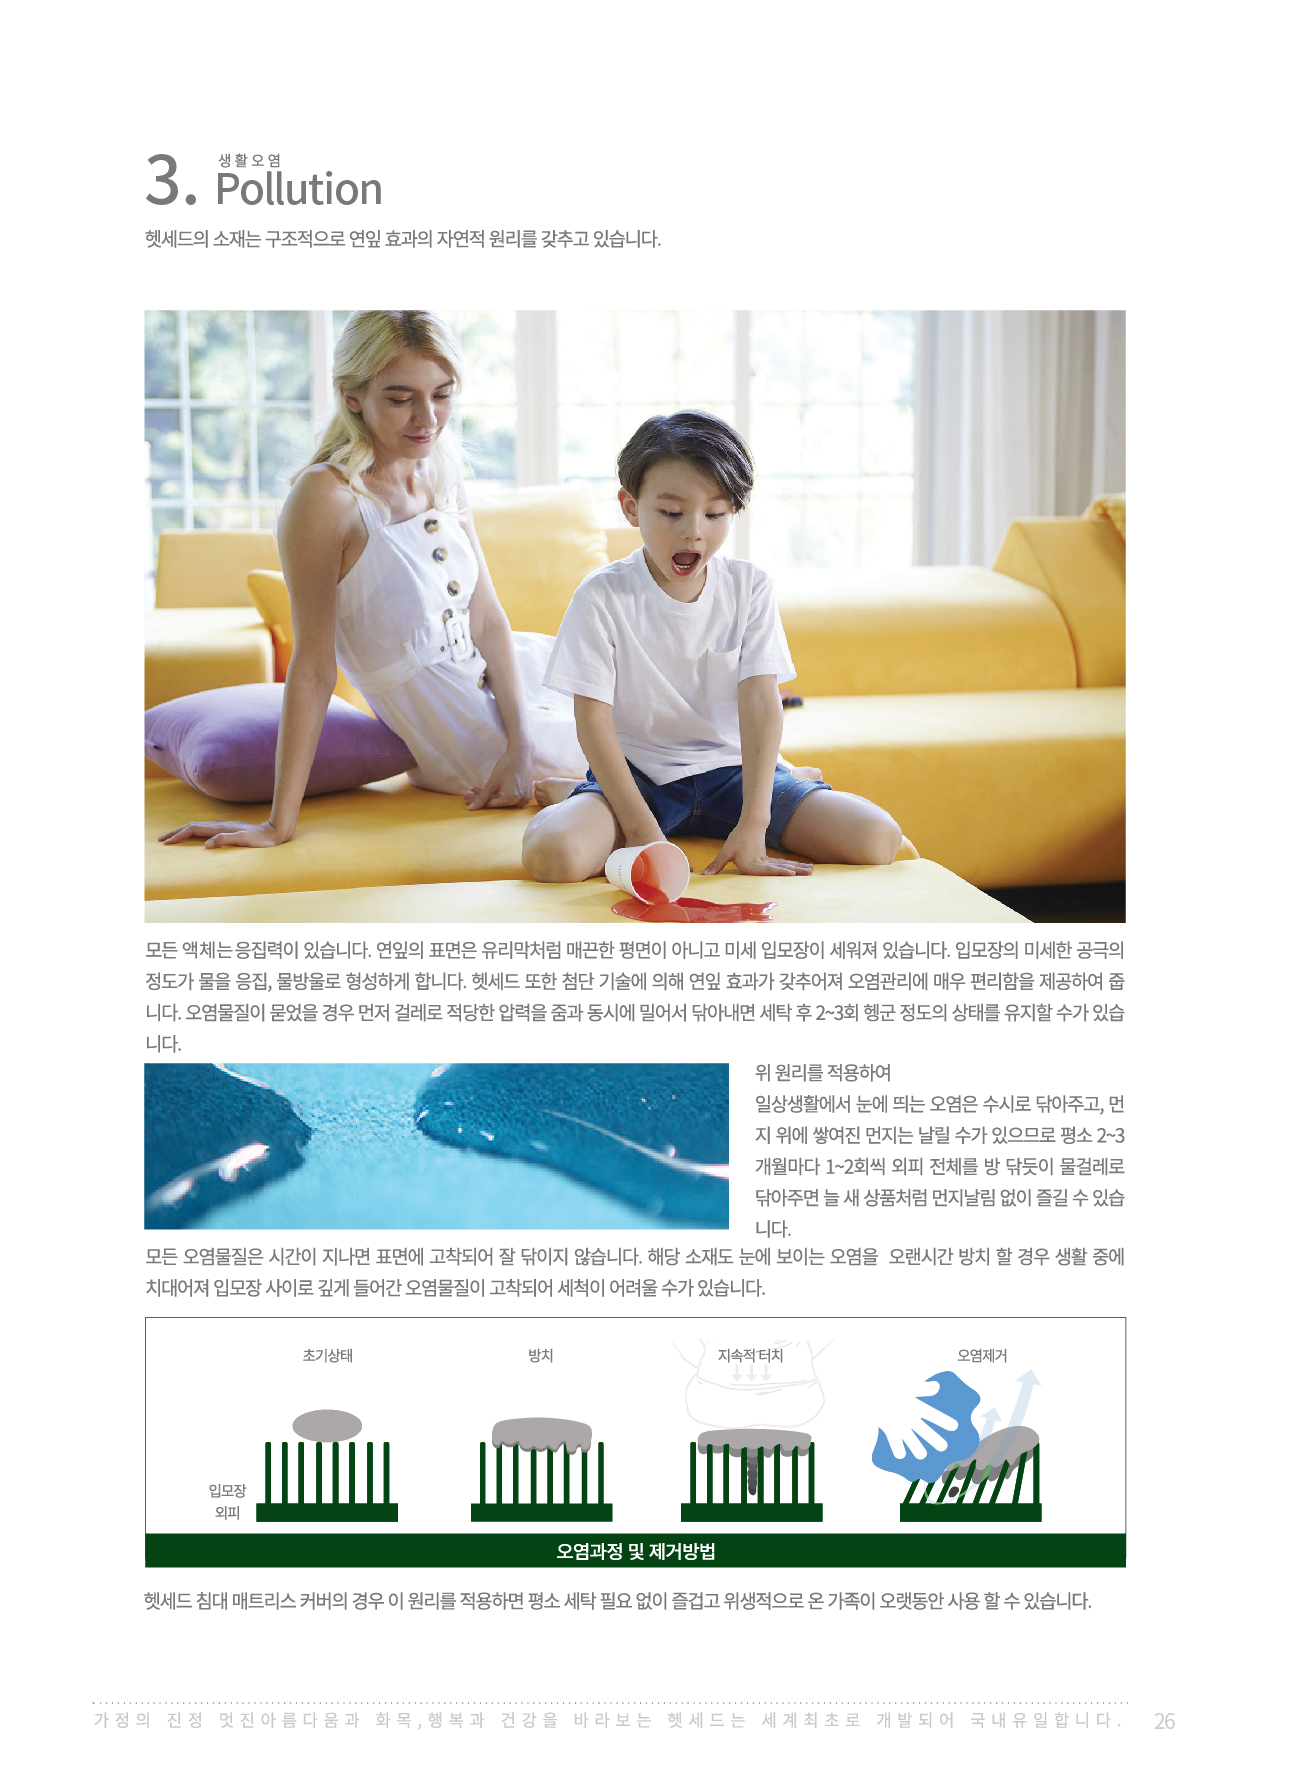 3. 생활오염
Pollution
헷세드의 소재는 구조적으로 연잎 효과의 자연적 원리를 갖추고 있습니다.
모든 액체는 응집력이 있습니다. 연잎의 표면은 유리막처럼 매끈한 평면이 아니고 미세 입모장이 세워져 있습니다. 입모장의 미세한 공극의
정도가 물을 응집, 물방울로 형성하게 합니다. 헷세드 또한 첨단 기술에 의해 연잎 효과가 갖추어져 오염관리에 매우 편리함을 제공하여 줍
니다. 오염물질이 묻었을 경우 먼저 걸레로 적당한 압력을 줌과 동시에 밀어서 닦아내면 세탁 후 2~3회 헹군 정도의 상태를 유지할 수가 있습
니다.
위 원리를 적용하여
일상생활에서 눈에 띄는 오염은 수시로 닦아주고, 먼
지 위에 쌓여진 먼지는 날릴 수가 있으므로 평소 2~3
개월마다 1~2회씩 외피 전체를 방 닦듯이 물걸레로
닦아주면 늘 새 상품처럼 먼지날림 없이 즐길 수 있습
니다.
모든 오염물질은 시간이 지나면 표면에 고착되어 잘 닦이지 않습니다. 해당 소재도 눈에 보이는 오염을 오랜시간 방치 할 경우 생활 중에
치대어져 입모장 사이로 깊게 들어간 오염물질이 고착되어 세척이 어려울 수가 있습니다.
초기상태 방치 지속적 터치 오염제거
입모장
외피
오염과정 및 제거방법
헷세드 침대 매트리스 커버의 경우 이 원리를 적용하면 평소 세탁 필요 없이 즐겁고 위생적으로 온 가족이 오랫동안 사용 할 수 있습니다.
가정의 진정 멋진아름다움과 화목,행복과 건강을 바라보는 헷세드는 세계최초로 개발되어 국내유일합니다. 26